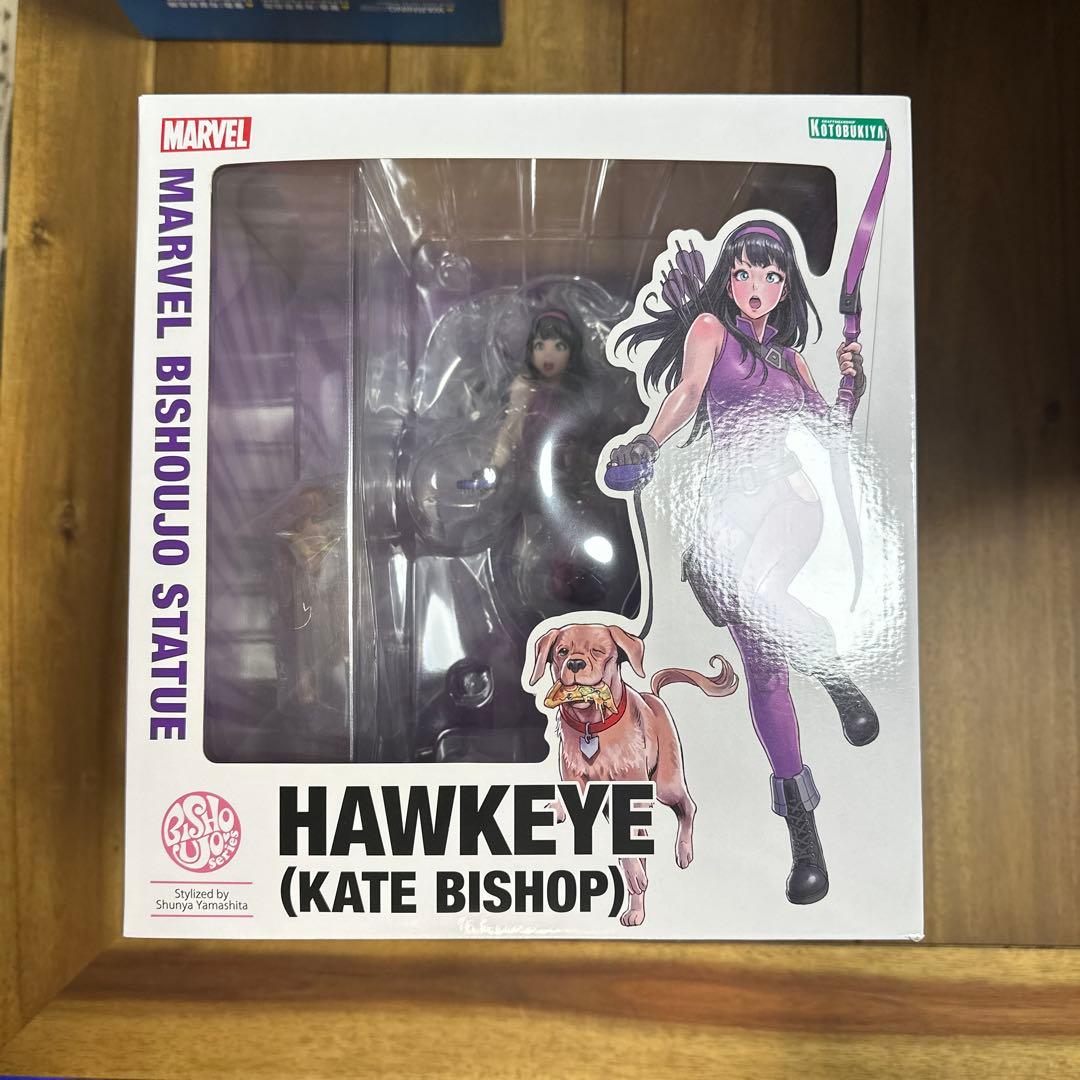 MARVEL
KOTOBUKIYA
MARVEL BISHOUJO STATUE
BISHOUJO
series
Stylized by
Shunya Yamashita
HAWKEYE
(KATE BISHOP)